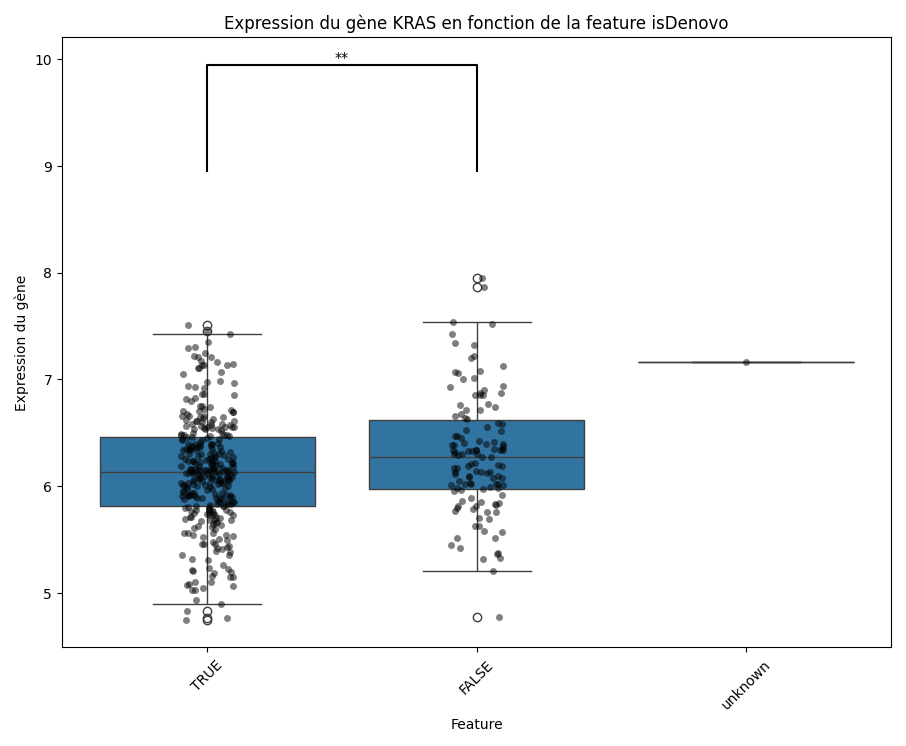 Expression du gène KRAS en fonction de la feature isDenovo
**
10
9
8
7
6
5
Expression du gène
TRUE
FALSE
unknown
Feature